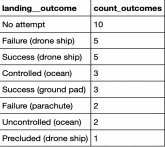 landing__outcome count_outcomes
No attempt 10
Failure (drone ship) 5
Success (drone ship) 5
Controlled (ocean) 3
Success (ground pad) 3
Failure (parachute) 2
Uncontrolled (ocean) 2
Precluded (drone ship) 1